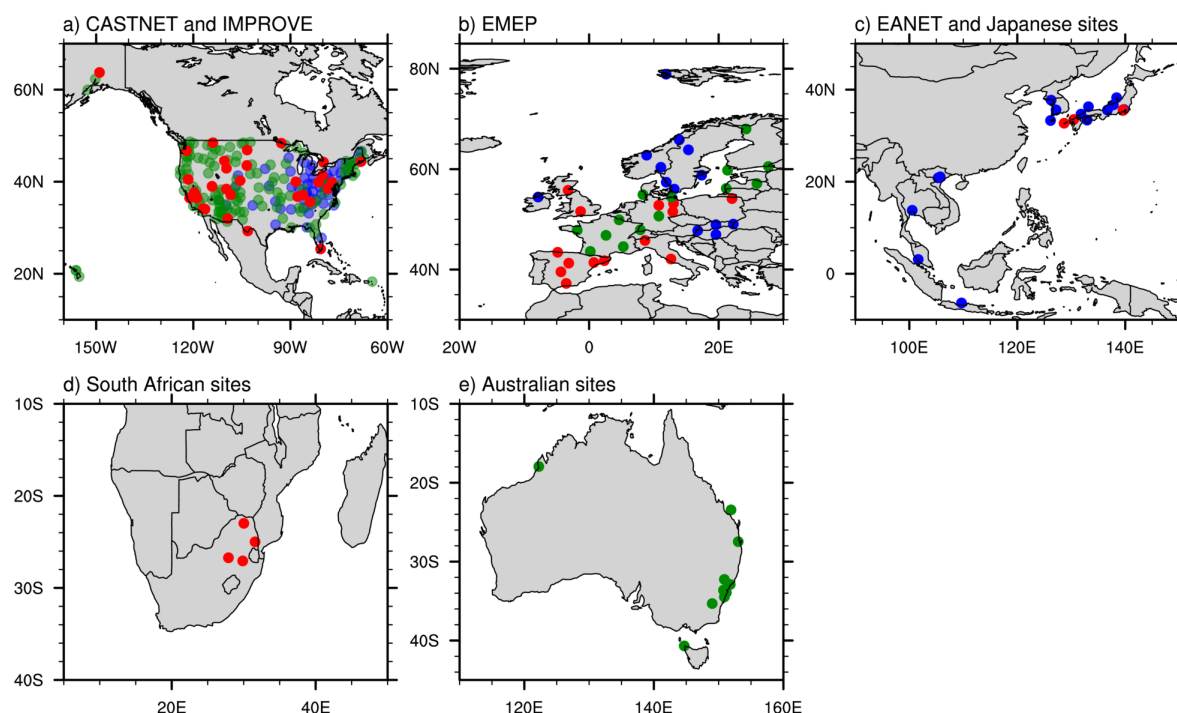 a) CASTNET and IMPROVE
60N
40N
20N
150W 120W 90W 60W
b) EMEP
80N
60N
40N
20W 0 20E
c) EANET and Japanese sites
40N
20N
0
100E 120E 140E
d) South African sites
10S
20S
30S
40S
20E 40E
e) Australian sites
10S
20S
30S
40S
120E 140E 160E